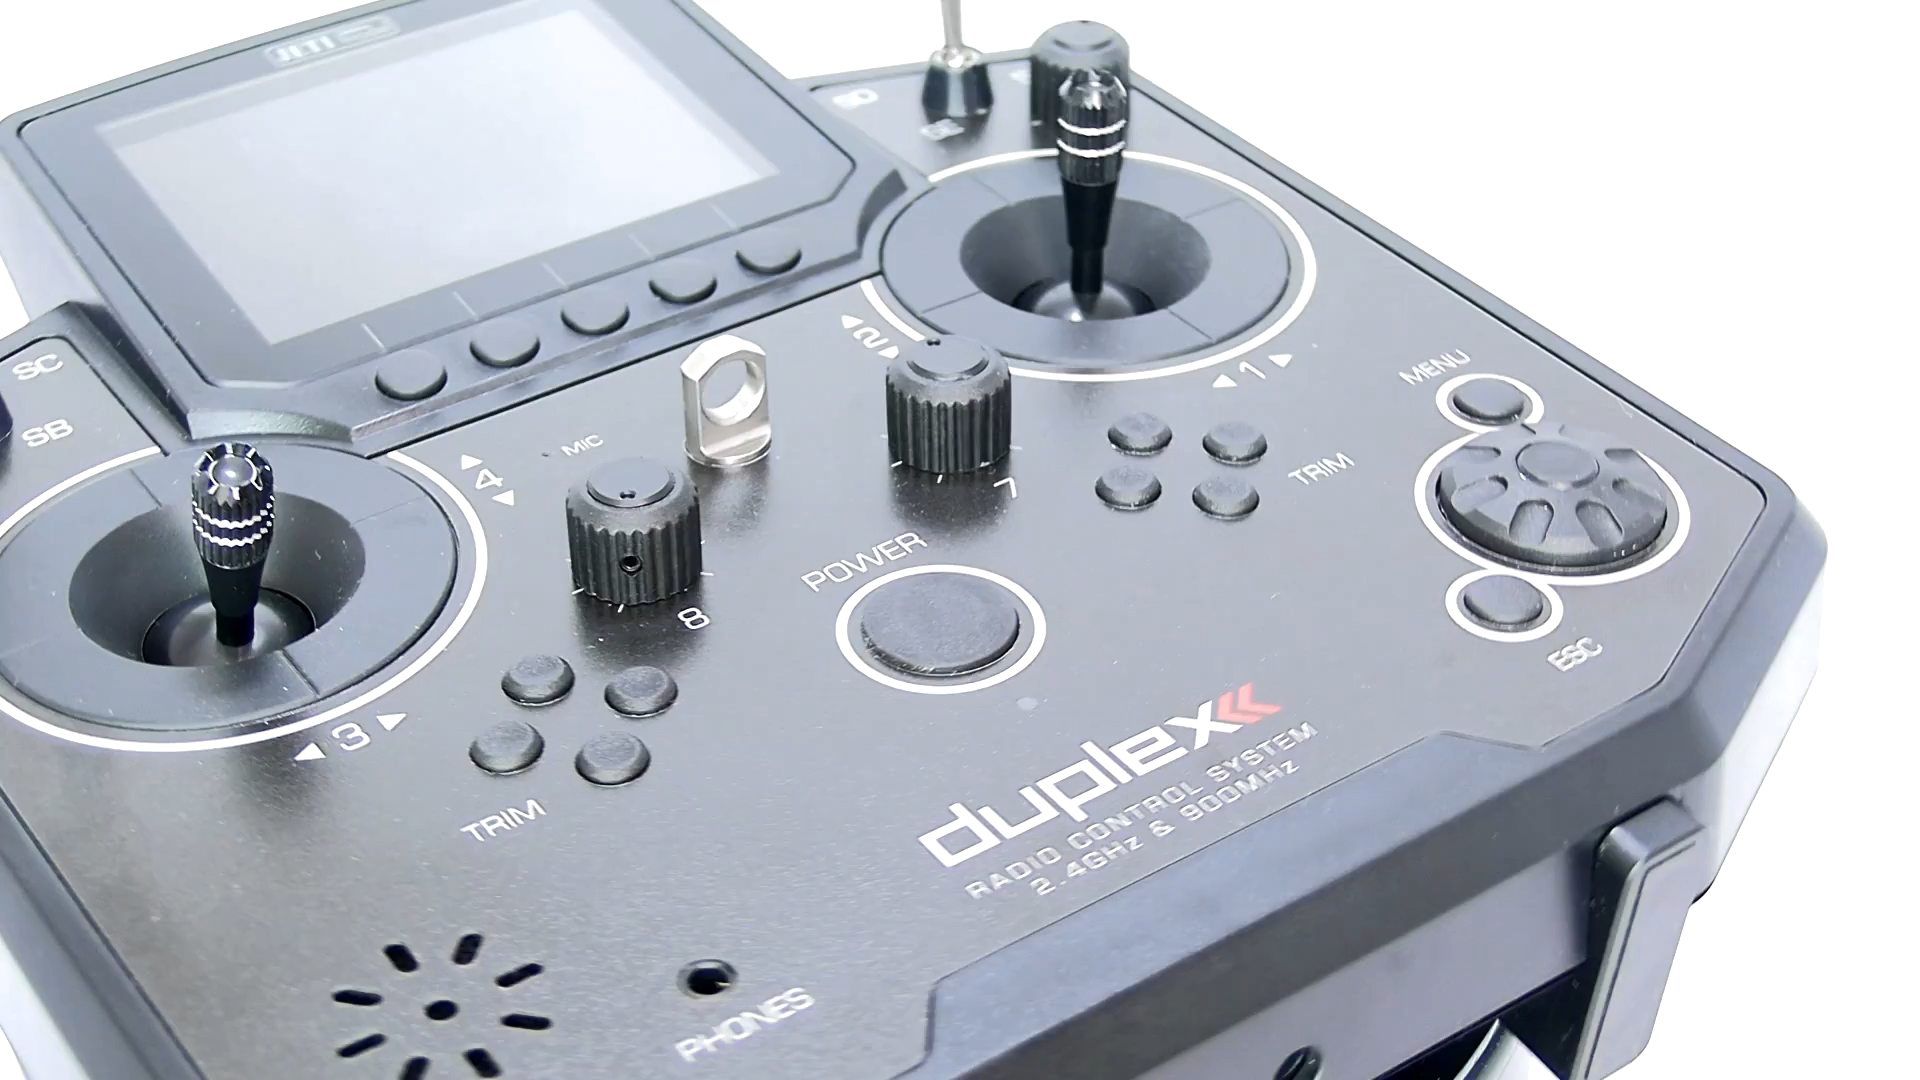 JETI
SC
SB
MIC
4
2
1
MENU
7
TRIM
POWER
8
3
TRIM
ESC
duplex
RADIO CONTROL SYSTEM
2.4GHz & 900MHz
PHONES